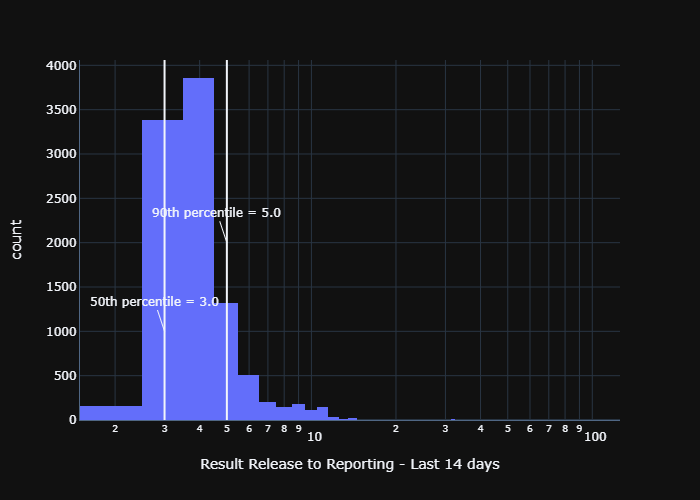 4000
3500
3000
2500
2000
1500
1000
500
0
count
90th percentile = 5.0
50th percentile = 3.0
2 3 4 5 6 7 8 9 10 2 3 4 5 6 7 8 9 100
Result Release to Reporting - Last 14 days